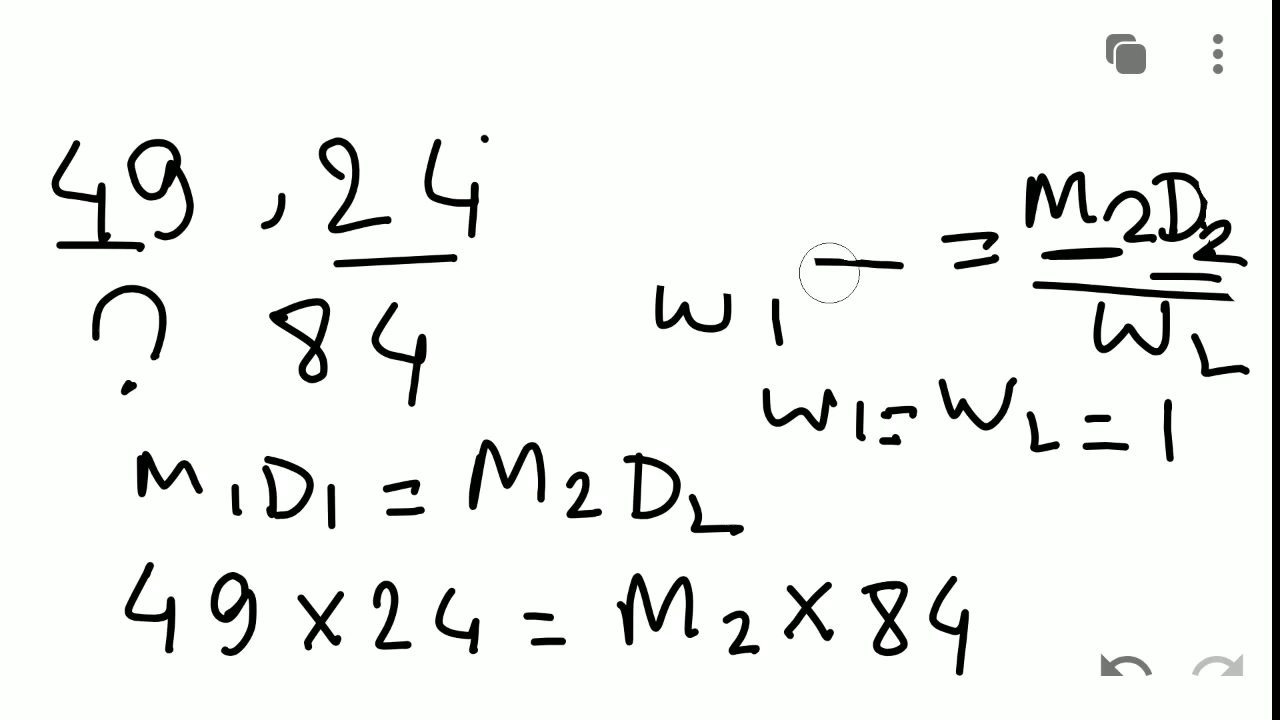 49 , 24
? 84
= M2D2
W1 W2
W1 = W2 = 1
M1D1 = M2D2
49 × 24 = M2 × 84